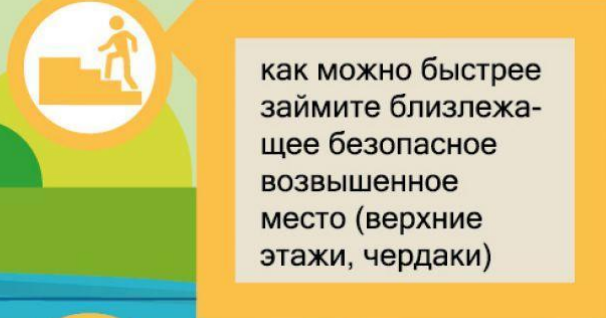 как можно быстрее
займите близлежа-
щее безопасное
возвышенное
место (верхние
этажи, чердаки)